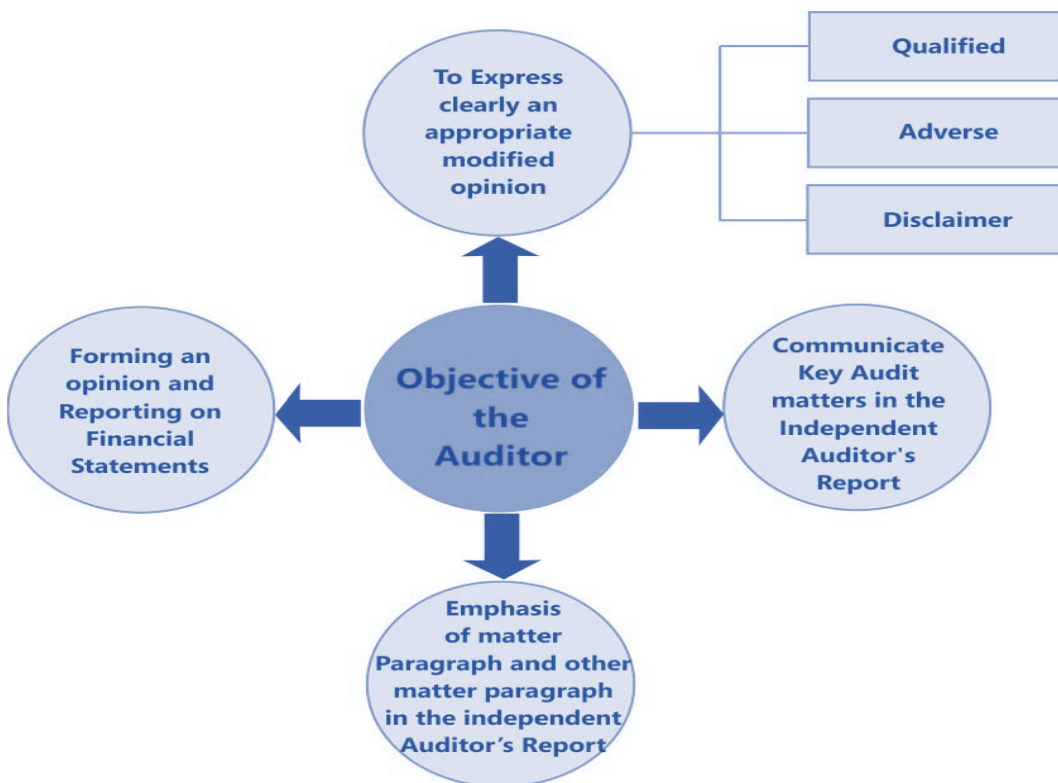 To Express
clearly an
appropriate
modified
opinion
Qualified
Adverse
Disclaimer
Forming an
opinion and
Reporting on
Financial
Statements
Objective of
the
Auditor
Communicate
Key Audit
matters in the
Independent
Auditor's
Report
Emphasis
of matter
Paragraph and other
matter paragraph
in the independent
Auditor’s Report